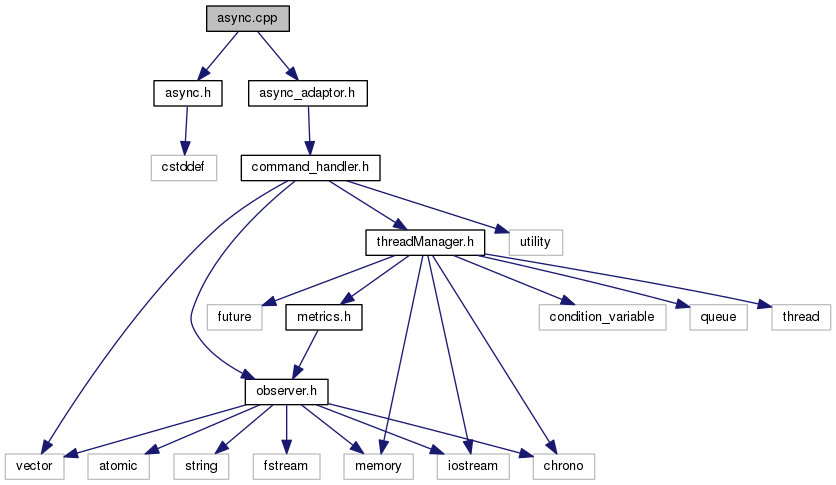 async.cpp
async.h
async_adaptor.h
cstddef
command_handler.h
threadManager.h
utility
future
metrics.h
condition_variable
queue
thread
observer.h
vector
atomic
string
fstream
memory
iostream
chrono